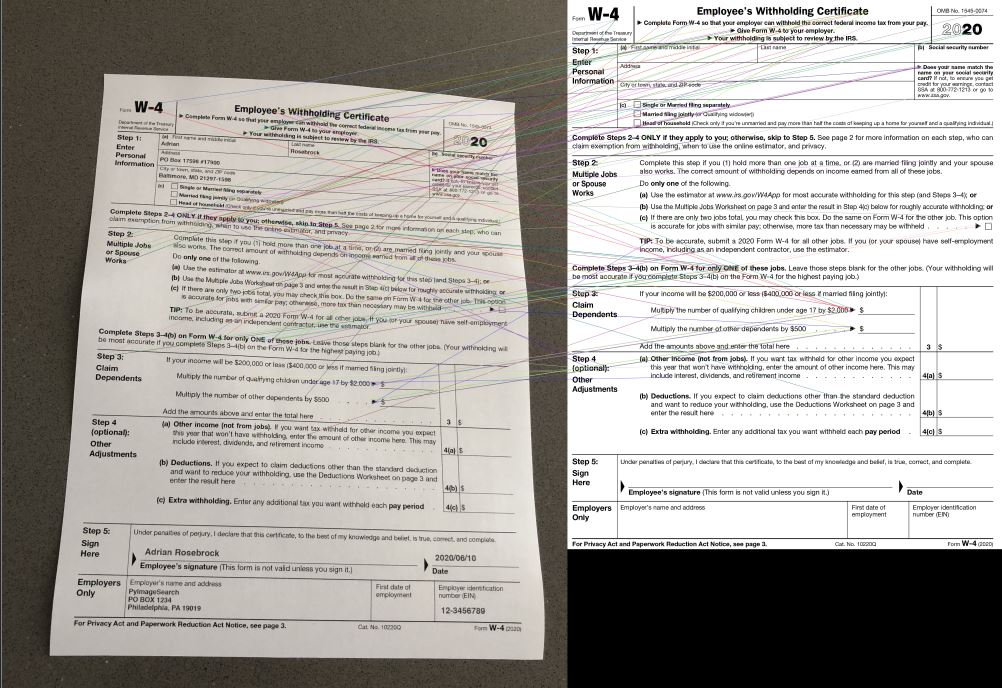 Form W-4
Department of the Treasury
Internal Revenue Service
Employee's Withholding Certificate
▶ Complete Form W-4 so that your employer can withhold the correct federal income tax from your pay.
▶ Give Form W-4 to your employer.
▶ Your withholding is subject to review by the IRS.
OMB No. 1545-0074
2020
Step 1:
Enter
Personal
Information
(a) First name and middle initial
Adrian
Last name
Rosebrock
(b) Social security number
Address
PO Box 17598 #17900
City or town, state, and ZIP code
Baltimore, MD 21297-1598
▶ Does your name match the
name on your social security
card? If not, to ensure you get
credit for your earnings, contact
SSA at 800-772-1213 or go to
www.ssa.gov.
(c) Single or Married filing separately
Married filing jointly (or Qualifying widow(er))
Head of household (Check only if you're unmarried and pay more than half the costs of keeping up a home for yourself and a qualifying individual.)
Complete Steps 2–4 ONLY if they apply to you; otherwise, skip to Step 5. See page 2 for more information on each step, who can
claim exemption from withholding, when to use the online estimator, and privacy.
Step 2:
Multiple Jobs
or Spouse
Works
Complete this step if you (1) hold more than one job at a time, or (2) are married filing jointly and your spouse
also works. The correct amount of withholding depends on income earned from all of these jobs.
Do only one of the following.
(a) Use the estimator at www.irs.gov/W4App for most accurate withholding for this step (and Steps 3–4); or
(b) Use the Multiple Jobs Worksheet on page 3 and enter the result in Step 4(c) below for roughly accurate withholding; or
(c) If there are only two jobs total, you may check this box. Do the same on Form W-4 for the other job. This option
is accurate for jobs with similar pay; otherwise, more tax than necessary may be withheld . . . . . ▶
TIP: To be accurate, submit a 2020 Form W-4 for all other jobs. If you (or your spouse) have self-employment
income, including as an independent contractor, use the estimator.
Complete Steps 3–4(b) on Form W-4 for only ONE of these jobs. Leave those steps blank for the other jobs. (Your withholding will
be most accurate if you complete Steps 3–4(b) on the Form W-4 for the highest paying job.)
Step 3:
Claim
Dependents
If your income will be $200,000 or less ($400,000 or less if married filing jointly):
Multiply the number of qualifying children under age 17 by $2,000 ▶ $
Multiply the number of other dependents by $500 . . . . ▶ $
Add the amounts above and enter the total here . . . . . . . . . . . . . 3 $
Step 4
(optional):
Other
Adjustments
(a) Other income (not from jobs). If you want tax withheld for other income you expect
this year that won't have withholding, enter the amount of other income here. This may
include interest, dividends, and retirement income . . . . . . . . . . . . 4(a) $
(b) Deductions. If you expect to claim deductions other than the standard deduction
and want to reduce your withholding, use the Deductions Worksheet on page 3 and
enter the result here . . . . . . . . . . . . . . . . . . . . . 4(b) $
(c) Extra withholding. Enter any additional tax you want withheld each pay period . 4(c) $
Step 5:
Sign
Here
Under penalties of perjury, I declare that this certificate, to the best of my knowledge and belief, is true, correct, and complete.
Adrian Rosebrock
2020/06/10
Employee's signature (This form is not valid unless you sign it.)
Date
Employers
Only
Employer's name and address
PyImageSearch
PO BOX 1234
Philadelphia, PA 19019
First date of
employment
Employer identification
number (EIN)
12-3456789
For Privacy Act and Paperwork Reduction Act Notice, see page 3.
Cat. No. 10220Q
Form W-4 (2020)
Form W-4
Department of the Treasury
Internal Revenue Service
Employee's Withholding Certificate
▶ Complete Form W-4 so that your employer can withhold the correct federal income tax from your pay.
▶ Give Form W-4 to your employer.
▶ Your withholding is subject to review by the IRS.
OMB No. 1545-0074
2020
Step 1:
Enter
Personal
Information
(a) First name and middle initial
Last name
(b) Social security number
Address
City or town, state, and ZIP code
▶ Does your name match the
name on your social security
card? If not, to ensure you get
credit for your earnings, contact
SSA at 800-772-1213 or go to
www.ssa.gov.
(c) Single or Married filing separately
Married filing jointly (or Qualifying widow(er))
Head of household (Check only if you're unmarried and pay more than half the costs of keeping up a home for yourself and a qualifying individual.)
Complete Steps 2–4 ONLY if they apply to you; otherwise, skip to Step 5. See page 2 for more information on each step, who can
claim exemption from withholding, when to use the online estimator, and privacy.
Step 2:
Multiple Jobs
or Spouse
Works
Complete this step if you (1) hold more than one job at a time, or (2) are married filing jointly and your spouse
also works. The correct amount of withholding depends on income earned from all of these jobs.
Do only one of the following.
(a) Use the estimator at www.irs.gov/W4App for most accurate withholding for this step (and Steps 3–4); or
(b) Use the Multiple Jobs Worksheet on page 3 and enter the result in Step 4(c) below for roughly accurate withholding; or
(c) If there are only two jobs total, you may check this box. Do the same on Form W-4 for the other job. This option
is accurate for jobs with similar pay; otherwise, more tax than necessary may be withheld . . . . . ▶
TIP: To be accurate, submit a 2020 Form W-4 for all other jobs. If you (or your spouse) have self-employment
income, including as an independent contractor, use the estimator.
Complete Steps 3–4(b) on Form W-4 for only ONE of these jobs. Leave those steps blank for the other jobs. (Your withholding will
be most accurate if you complete Steps 3–4(b) on the Form W-4 for the highest paying job.)
Step 3:
Claim
Dependents
If your income will be $200,000 or less ($400,000 or less if married filing jointly):
Multiply the number of qualifying children under age 17 by $2,000 ▶ $
Multiply the number of other dependents by $500 . . . . ▶ $
Add the amounts above and enter the total here . . . . . . . . . . . . . 3 $
Step 4
(optional):
Other
Adjustments
(a) Other income (not from jobs). If you want tax withheld for other income you expect
this year that won't have withholding, enter the amount of other income here. This may
include interest, dividends, and retirement income . . . . . . . . . . . . 4(a) $
(b) Deductions. If you expect to claim deductions other than the standard deduction
and want to reduce your withholding, use the Deductions Worksheet on page 3 and
enter the result here . . . . . . . . . . . . . . . . . . . . . 4(b) $
(c) Extra withholding. Enter any additional tax you want withheld each pay period . 4(c) $
Step 5:
Sign
Here
Under penalties of perjury, I declare that this certificate, to the best of my knowledge and belief, is true, correct, and complete.
Employee's signature (This form is not valid unless you sign it.)
Date
Employers
Only
Employer's name and address
First date of
employment
Employer identification
number (EIN)
For Privacy Act and Paperwork Reduction Act Notice, see page 3.
Cat. No. 10220Q
Form W-4 (2020)